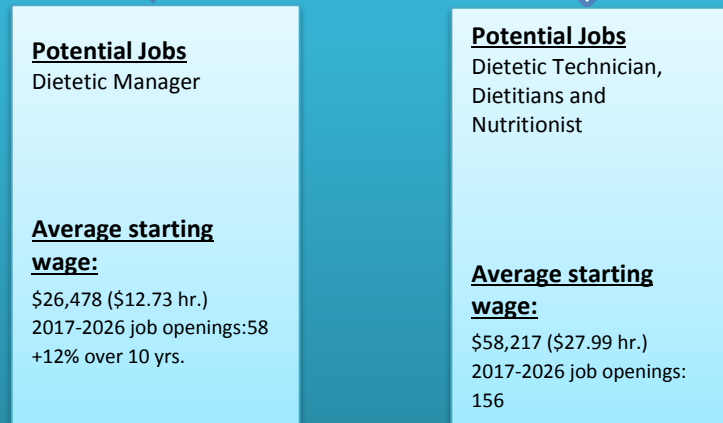 Potential Jobs
Dietetic Manager
Average starting
wage:
$26,478 ($12.73 hr.)
2017-2026 job openings:58
+12% over 10 yrs.
Potential Jobs
Dietetic Technician,
Dietitians and
Nutritionist
Average starting
wage:
$58,217 ($27.99 hr.)
2017-2026 job openings:
156